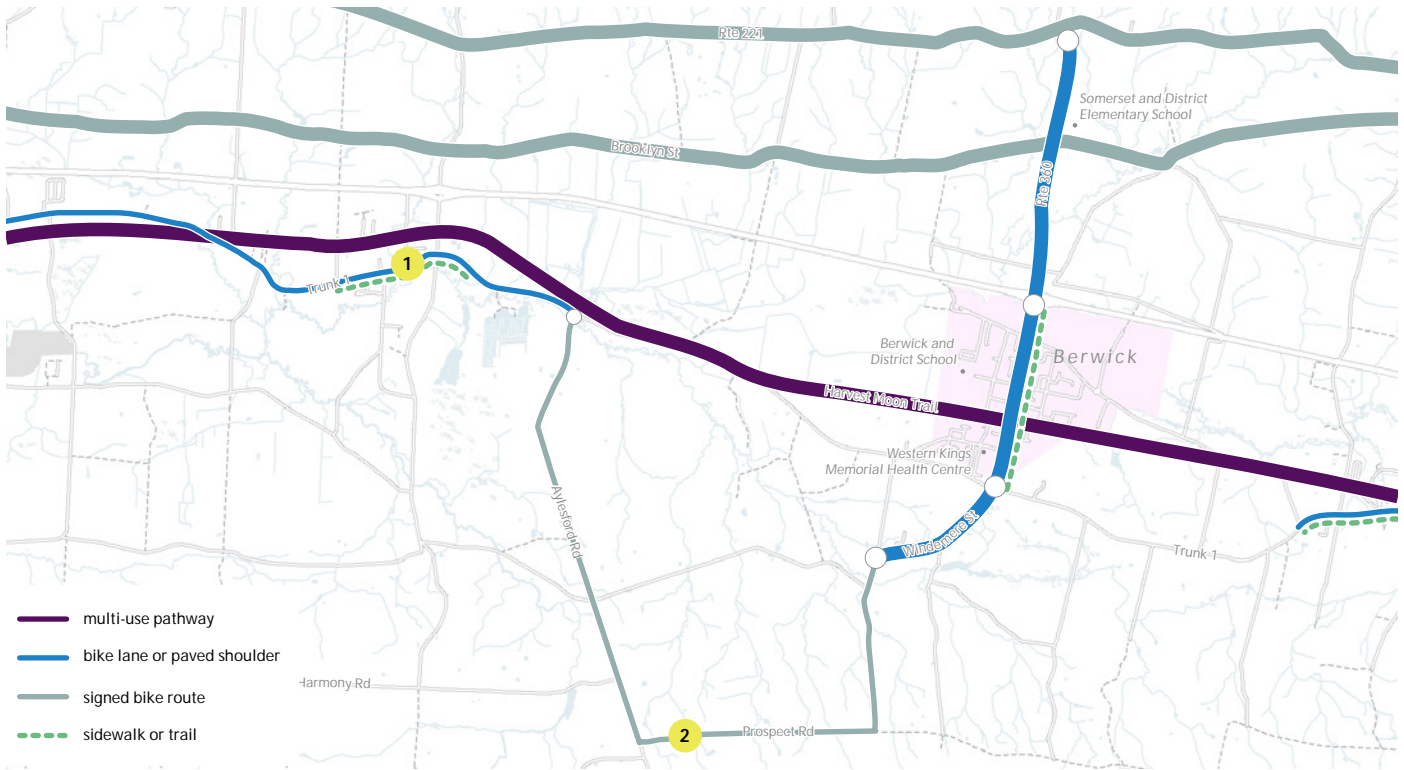 Rte 221
Somerset and District
Elementary School
Brooklyn St
Rte 360
1
Trunk 1
Berwick and
District School
Berwick
Harvest Moon Trail
Western Kings
Memorial Health Centre
Aylesford Rd
Windemere St
Trunk 1
multi-use pathway
bike lane or paved shoulder
signed bike route
Harmony Rd
sidewalk or trail
2
Prospect Rd